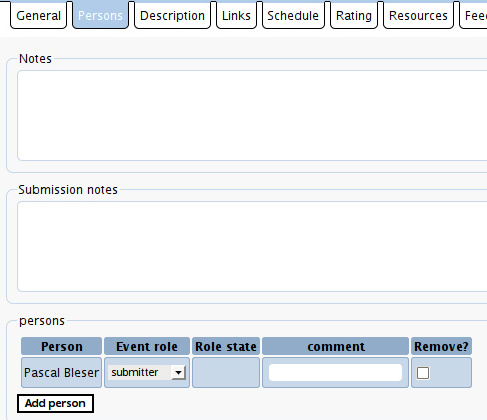 General Persons Description Links Schedule Rating Resources Fee
Notes
Submission notes
persons
Person Event role Role state comment Remove?
Pascal Bleser submitter
Add person